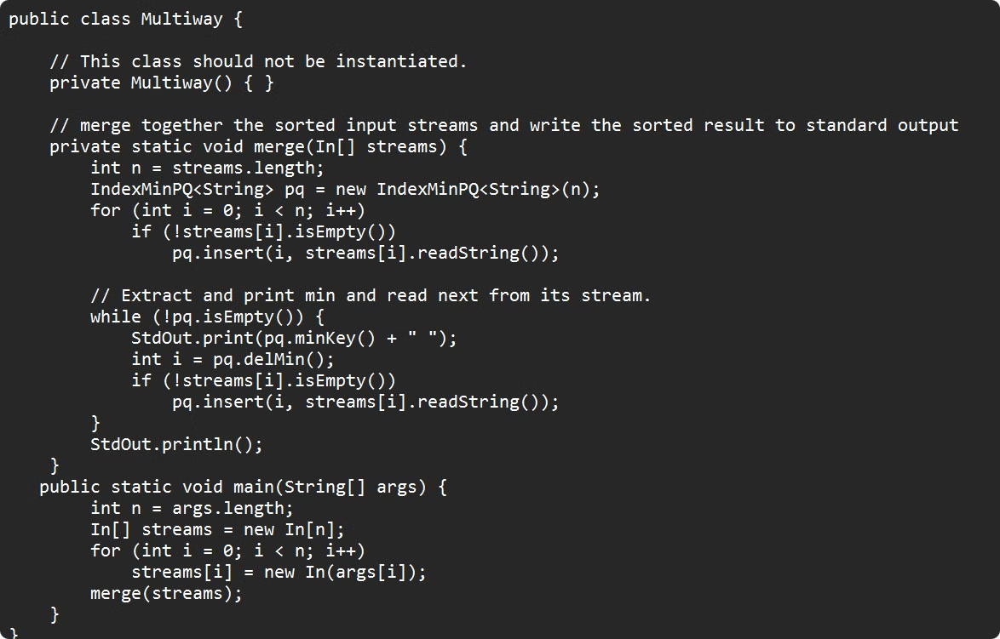 public class Multiway {

    // This class should not be instantiated.
    private Multiway() { }

    // merge together the sorted input streams and write the sorted result to standard output
    private static void merge(In[] streams) {
        int n = streams.length;
        IndexMinPQ<String> pq = new IndexMinPQ<String>(n);
        for (int i = 0; i < n; i++)
            if (!streams[i].isEmpty())
                pq.insert(i, streams[i].readString());

        // Extract and print min and read next from its stream.
        while (!pq.isEmpty()) {
            StdOut.print(pq.minKey() + " ");
            int i = pq.delMin();
            if (!streams[i].isEmpty())
                pq.insert(i, streams[i].readString());
        }
        StdOut.println();
    }
   public static void main(String[] args) {
        int n = args.length;
        In[] streams = new In[n];
        for (int i = 0; i < n; i++)
            streams[i] = new In(args[i]);
        merge(streams);
    }
}